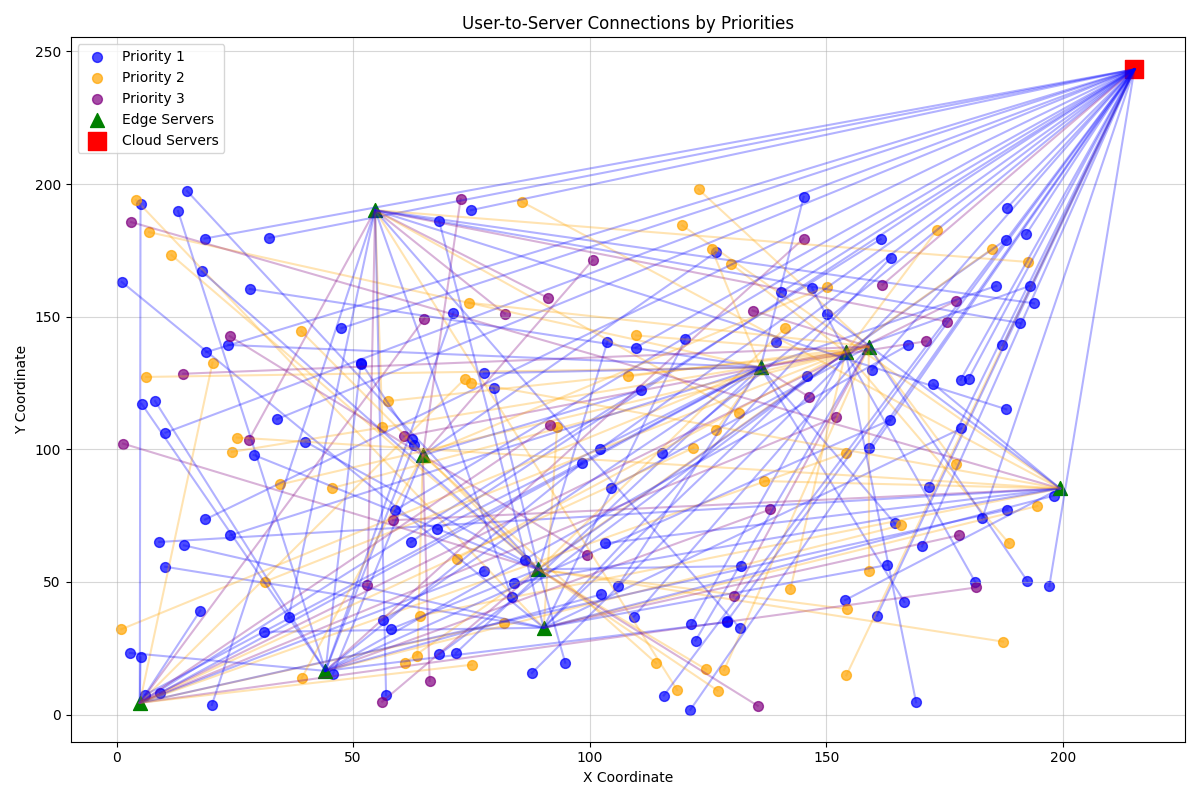 User-to-Server Connections by Priorities
Priority 1
Priority 2
Priority 3
Edge Servers
Cloud Servers
Y Coordinate
250
200
150
100
50
0
0 50 100 150 200
X Coordinate